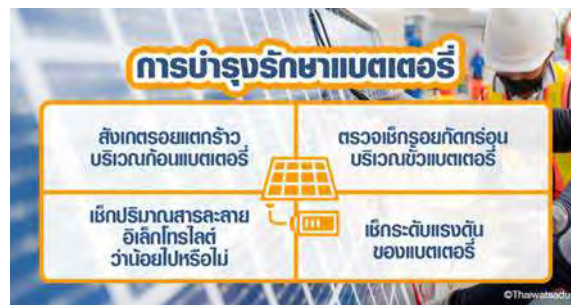 การบำรุงรักษาแบตเตอรี่
สังเกตรอยแตกร้าว
บริเวณก้อนแบตเตอรี่
ตรวจเช็กรอยกัดกร่อน
บริเวณขั้วแบตเตอรี่
เช็กปริมาณสารละลาย
อิเล็กโทรไลต์
ว่าน้อยไปหรือไม่
เช็กระดับแรงดัน
ของแบตเตอรี่
©Thaiwatsadu